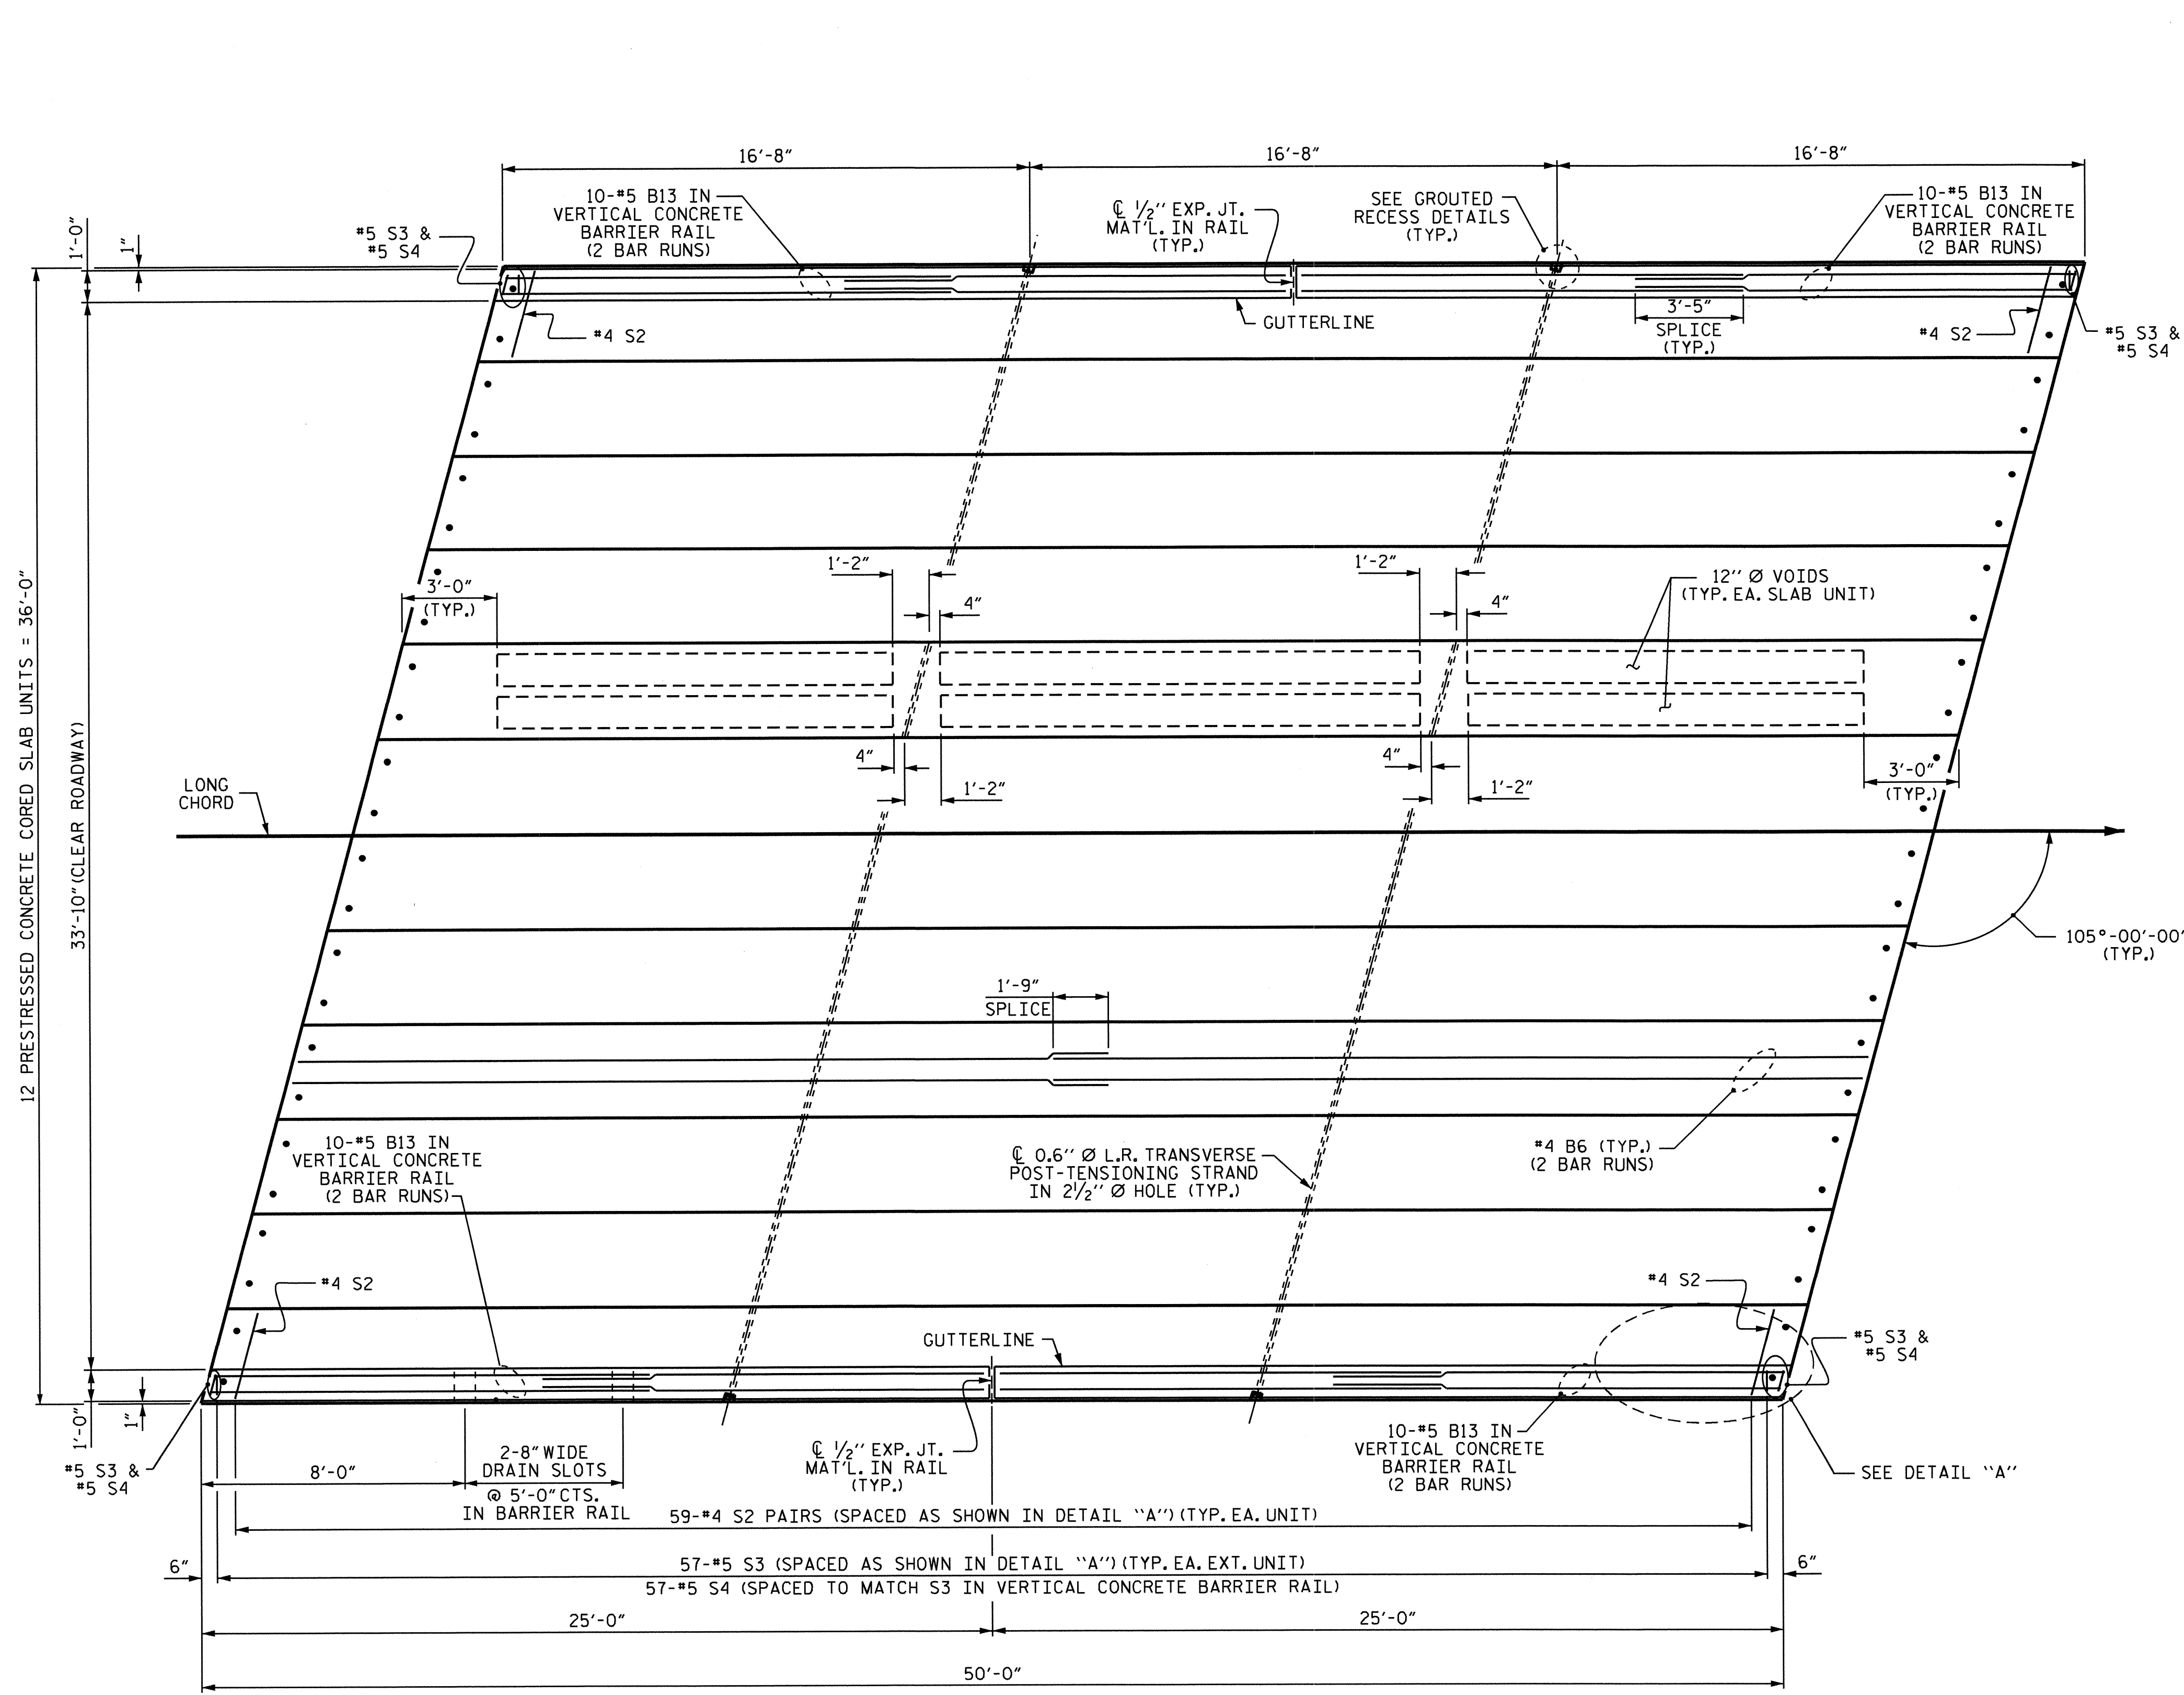 16'-8"
16'-8"
16'-8"
10-#5 B13 IN
VERTICAL CONCRETE
BARRIER RAIL
(2 BAR RUNS)
℄ 1/2" EXP. JT.
MAT'L. IN RAIL
(TYP.)
SEE GROUTED
RECESS DETAILS
(TYP.)
10-#5 B13 IN
VERTICAL CONCRETE
BARRIER RAIL
(2 BAR RUNS)
1'-0"
1"
#5 S3 &
#5 S4
#4 S2
GUTTERLINE
3'-5"
SPLICE
(TYP.)
#4 S2
#5 S3 &
#5 S4
12 PRESTRESSED CONCRETE CORED SLAB UNITS = 36'-0"
33'-10" (CLEAR ROADWAY)
3'-0"
(TYP.)
1'-2"
4"
1'-2"
4"
12" Ø VOIDS
(TYP. EA. SLAB UNIT)
4"
1'-2"
4"
1'-2"
3'-0"
(TYP.)
LONG
CHORD
105°-00'-00'
(TYP.)
1'-9"
SPLICE
10-#5 B13 IN
VERTICAL CONCRETE
BARRIER RAIL
(2 BAR RUNS)
℄ 0.6" Ø L.R. TRANSVERSE
POST-TENSIONING STRAND
IN 2 1/2" Ø HOLE (TYP.)
#4 B6 (TYP.)
(2 BAR RUNS)
#4 S2
#4 S2
GUTTERLINE
#5 S3 &
#5 S4
1'-0"
1"
#5 S3 &
#5 S4
8'-0"
2-8" WIDE
DRAIN SLOTS
@ 5'-0" CTS.
IN BARRIER RAIL
℄ 1/2" EXP. JT.
MAT'L. IN RAIL
(TYP.)
10-#5 B13 IN
VERTICAL CONCRETE
BARRIER RAIL
(2 BAR RUNS)
SEE DETAIL "A"
59-#4 S2 PAIRS (SPACED AS SHOWN IN DETAIL "A") (TYP. EA. UNIT)
6"
57-#5 S3 (SPACED AS SHOWN IN DETAIL "A") (TYP. EA. EXT. UNIT)
6"
57-#5 S4 (SPACED TO MATCH S3 IN VERTICAL CONCRETE BARRIER RAIL)
25'-0"
25'-0"
50'-0"